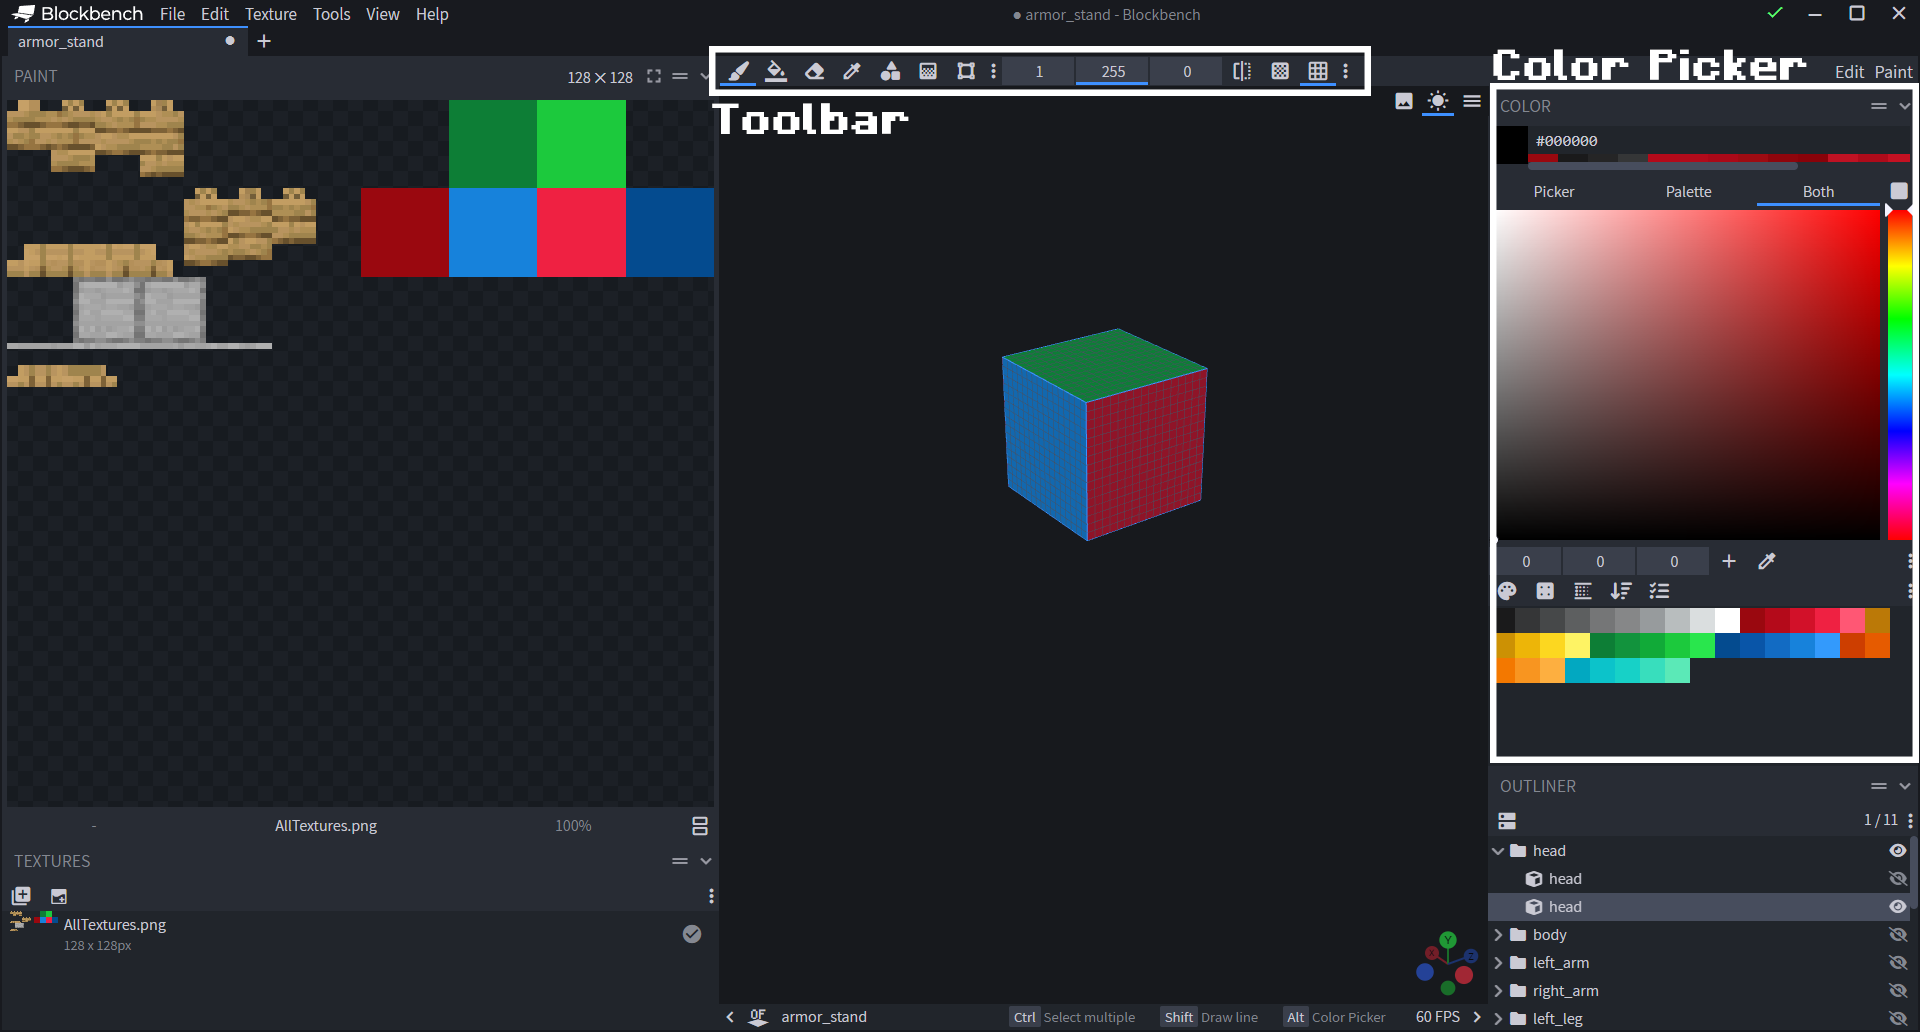 Blockbench File Edit Texture Tools View Help
● armor_stand - Blockbench
armor_stand
PAINT 128 × 128
1 255 0
Toolbar
Color Picker
Edit Paint
COLOR
#000000
Picker Palette Both
0 0 0
- AllTextures.png 100%
TEXTURES
AllTextures.png
128 x 128px
OUTLINER
1 / 11
head
head
head
body
left_arm
right_arm
left_leg
Y
X
Z
OF armor_stand Ctrl Select multiple Shift Draw line Alt Color Picker 60 FPS